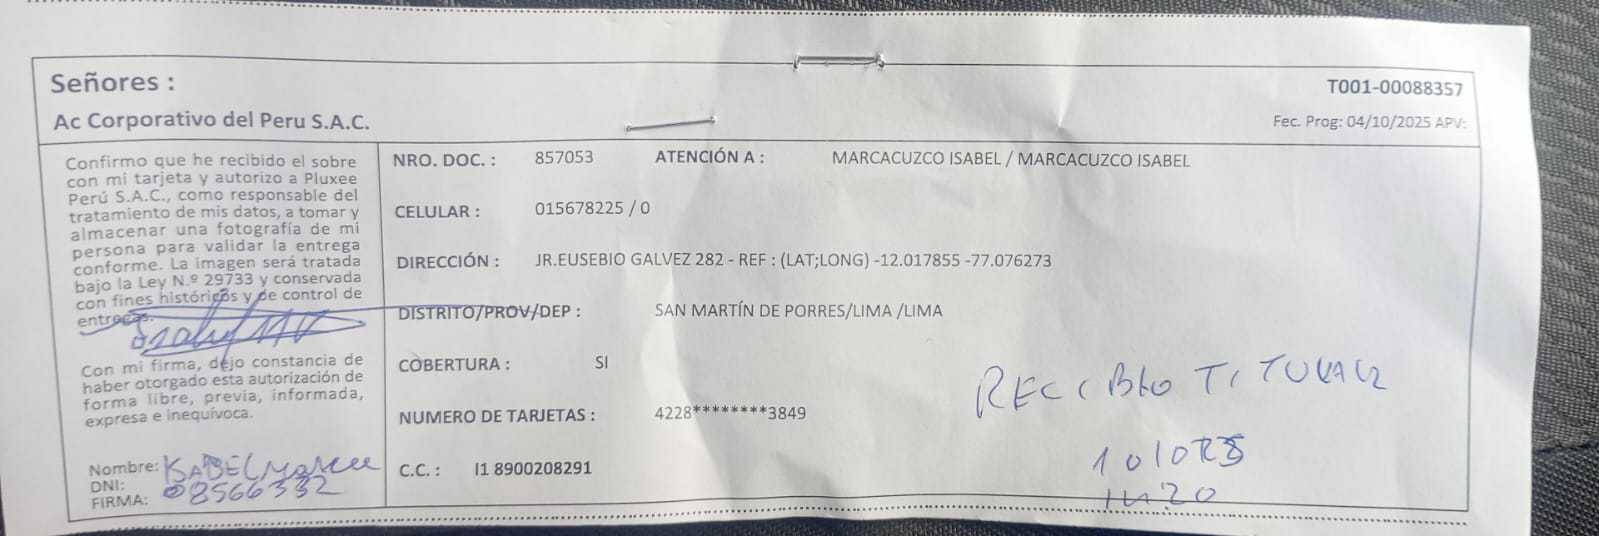 Señores :
T001-00088357
Ac Corporativo del Peru S.A.C.
Fec. Prog: 04/10/2025 APV:
Confirmo que he recibido el sobre
con mi tarjeta y autorizo a Pluxee
Perú S.A.C., como responsable del
tratamiento de mis datos, a tomar y
almacenar una fotografía de mi
persona para validar la entrega
conforme. La imagen será tratada
bajo la Ley N.º 29733 y conservada
con fines históricos y de control de
entregas.
Con mi firma, dejo constancia de
haber otorgado esta autorización de
forma libre, previa, informada,
expresa e inequívoca.
Nombre: ISABEL
DNI: 08566332
FIRMA:
NRO. DOC. : 857053 ATENCIÓN A : MARCACUZCO ISABEL / MARCACUZCO ISABEL
CELULAR : 015678225 / 0
DIRECCIÓN : JR.EUSEBIO GALVEZ 282 - REF : (LAT;LONG) -12.017855 -77.076273
DISTRITO/PROV/DEP : SAN MARTÍN DE PORRES/LIMA /LIMA
COBERTURA : SI
NUMERO DE TARJETAS : 4228********3849
C.C. : I1 8900208291
RECIBIO TITULAR